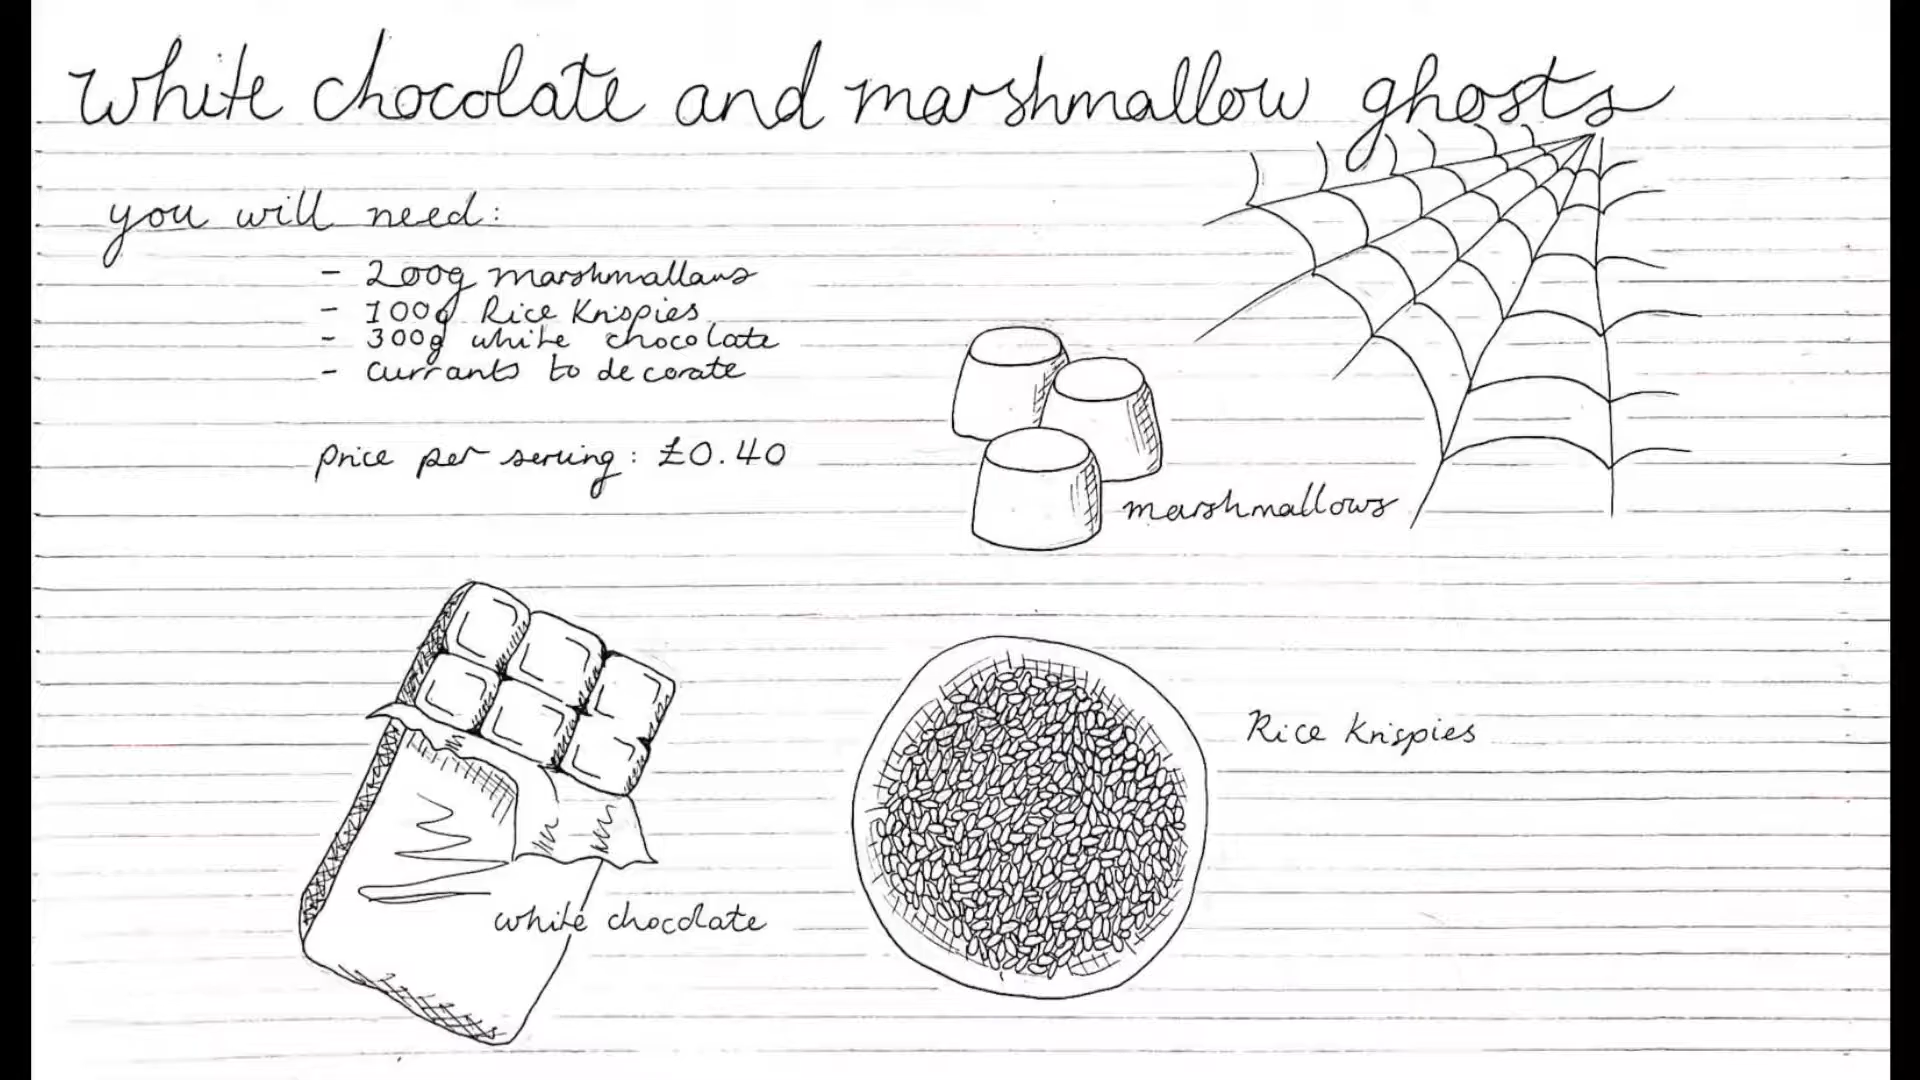 White chocolate and marshmallow ghosts
you will need:
- 200g marshmallows
- 100g Rice Krispies
- 300g white chocolate
- currants to decorate
price per serving: £0.40
marshmallows
Rice Krispies
white chocolate